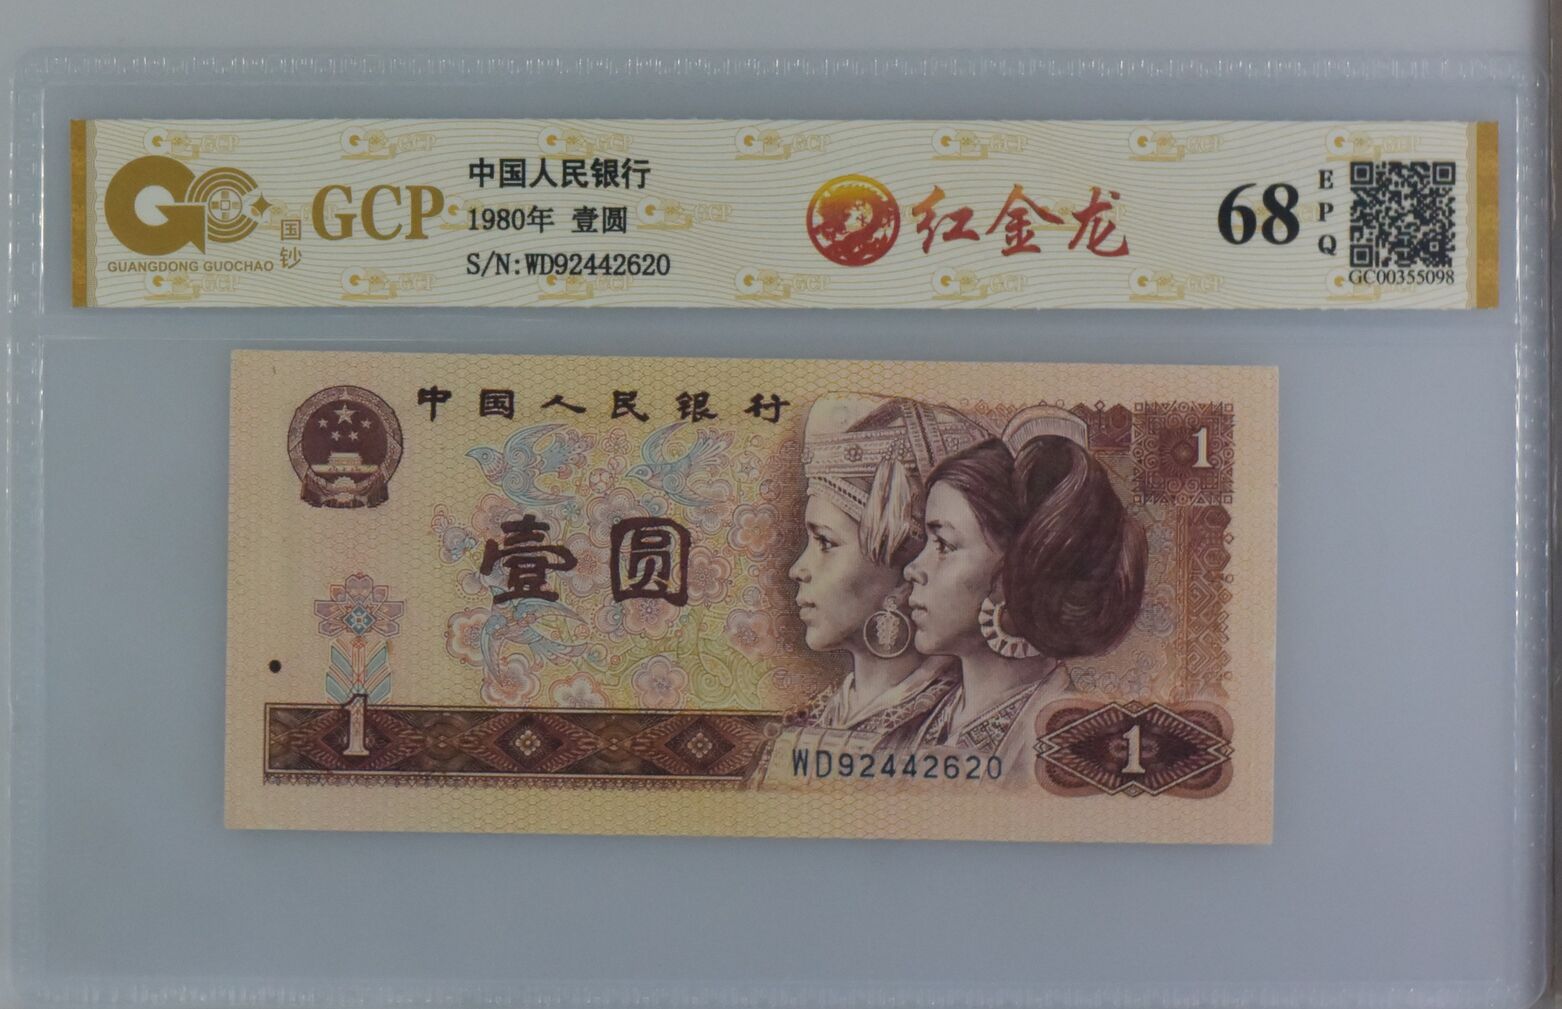 中国人民银行
1980年 壹圆
S/N:WD92442620
GCP
国钞
GUANGDONG GUOCHAO
红金龙
68
EPQ
GC00355098
中国人民银行
1
壹圆
1
WD92442620
1